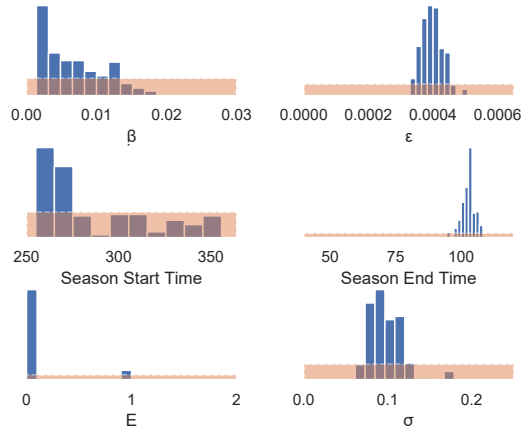 0.00 0.01 0.02 0.03
β̣
0.0000 0.0002 0.0004 0.0006
ε
250 300 350
Season Start Time
50 75 100
Season End Time
0 1 2
E
0.0 0.1 0.2
σ